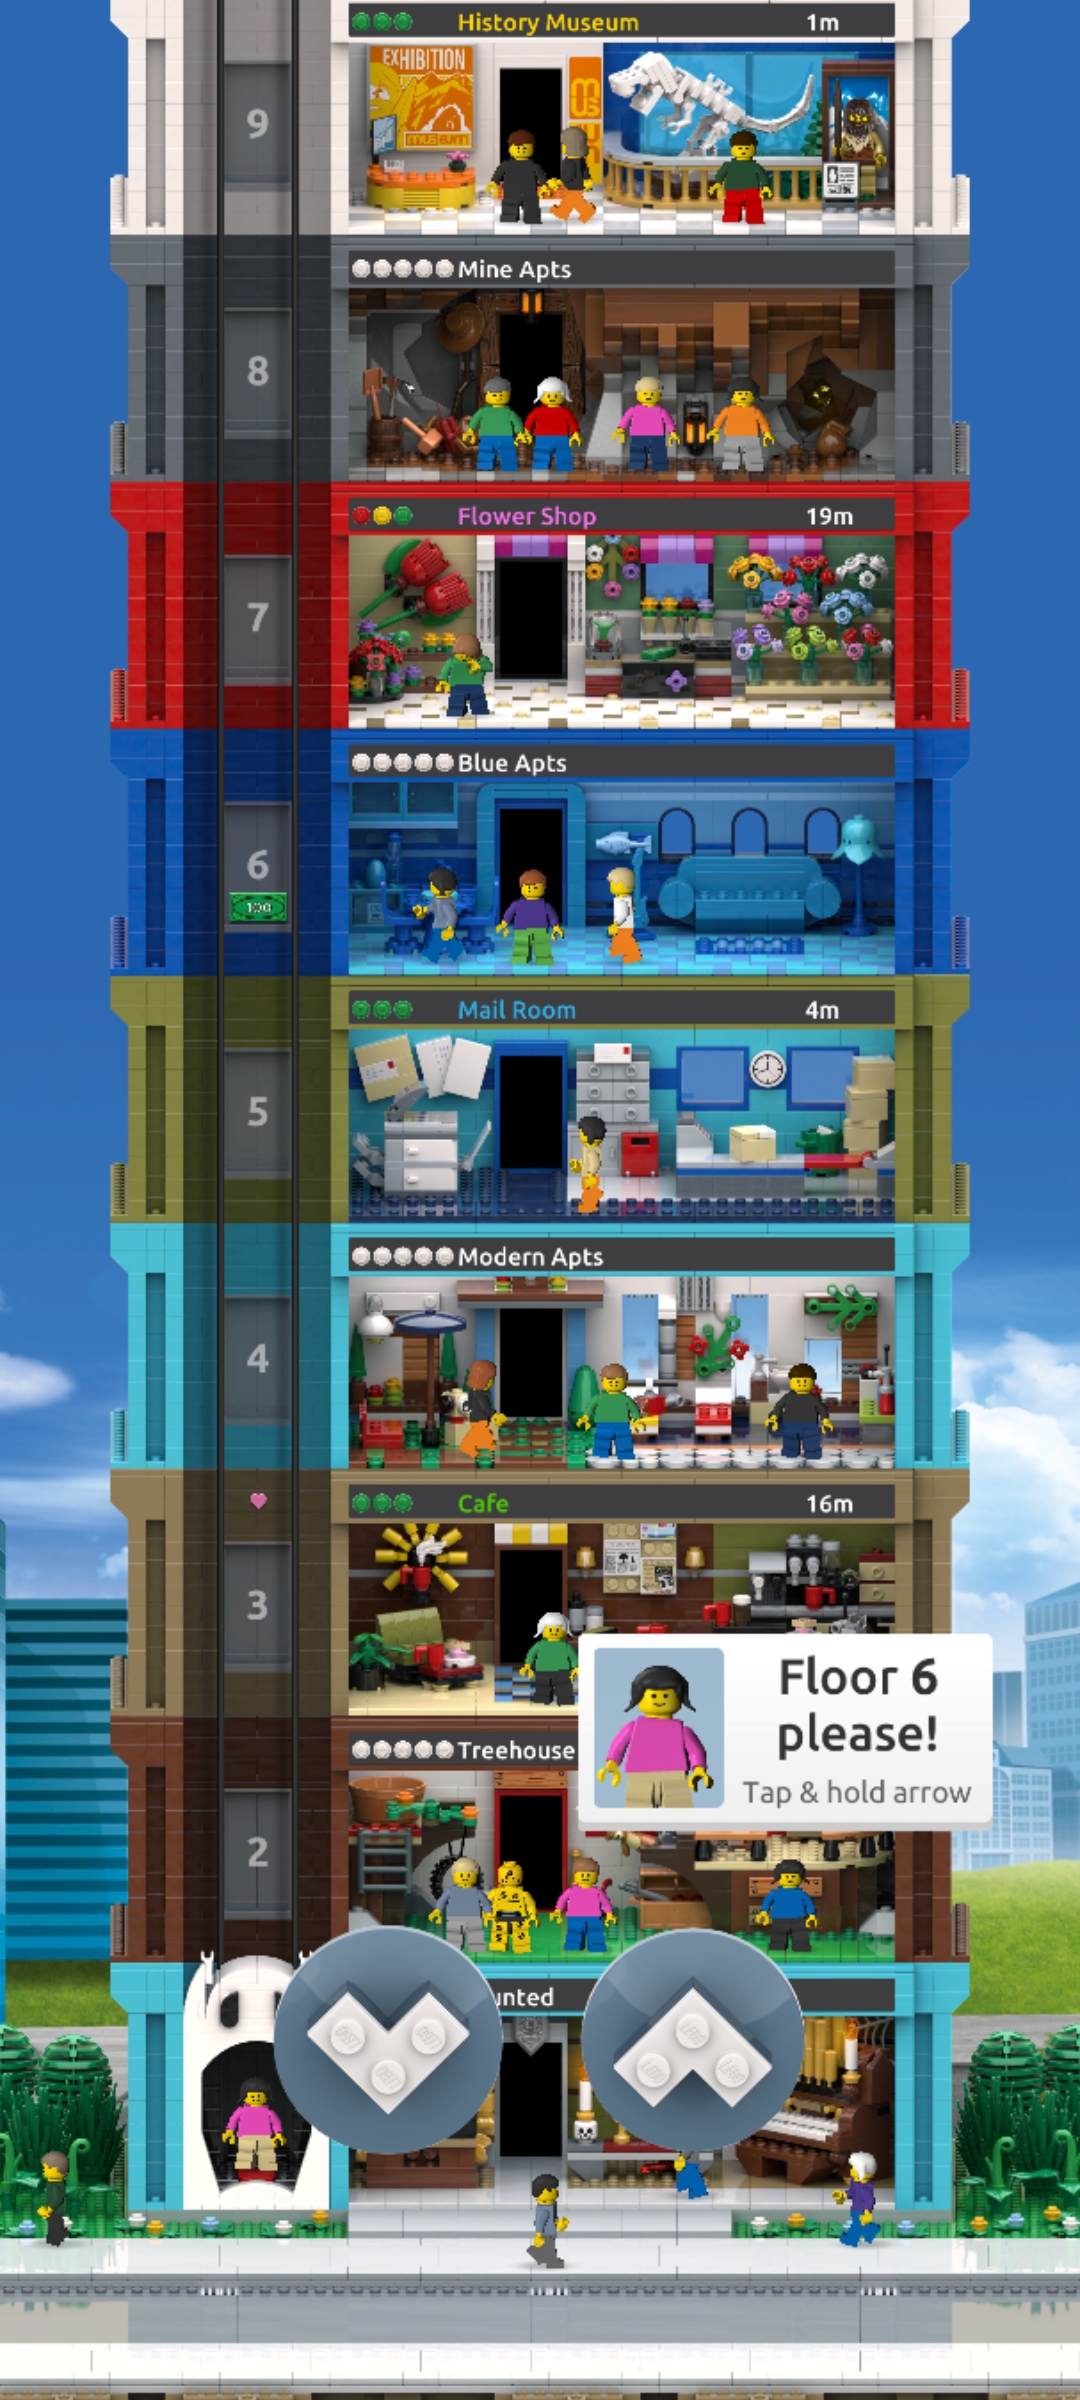 History Museum 1m
EXHIBITION
museum
9
Mine Apts
8
Flower Shop 19m
7
Blue Apts
6
100
Mail Room 4m
5
Modern Apts
4
Cafe 16m
3
Floor 6
please!
Tap & hold arrow
Treehouse
2
unted